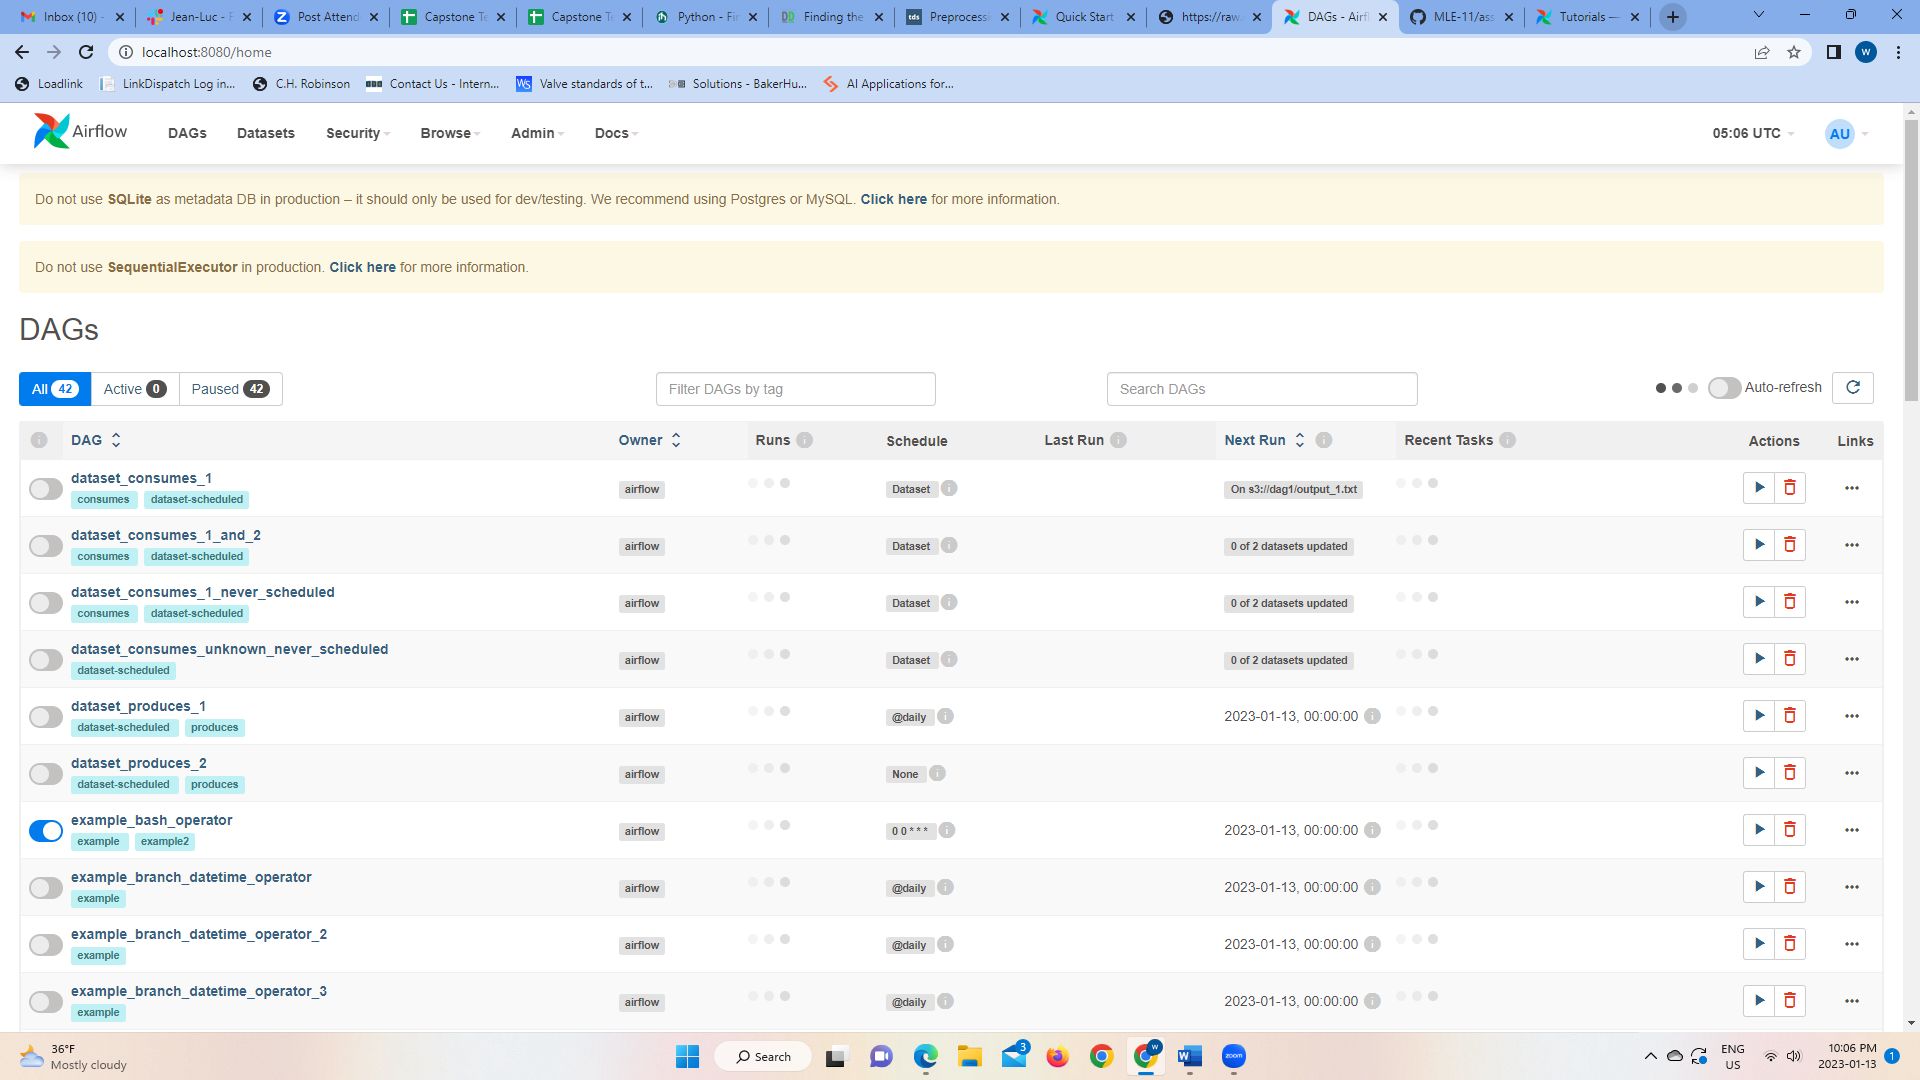 Inbox (10) -
Jean-Luc - F
Post Attend
Capstone Te
Capstone Te
Python - Fir
Finding the
tds
Preprocess
Quick Start
https://raw.
DAGs - Airfl
MLE-11/ass
Tutorials —
localhost:8080/home
W
Loadlink
LinkDispatch Log in...
C.H. Robinson
Contact Us - Intern...
WS
Valve standards of t...
Solutions - BakerHu...
AI Applications for...
Airflow
DAGs
Datasets
Security
Browse
Admin
Docs
05:06 UTC
AU
Do not use SQLite as metadata DB in production – it should only be used for dev/testing. We recommend using Postgres or MySQL. Click here for more information.
Do not use SequentialExecutor in production. Click here for more information.
DAGs
All 42
Active 0
Paused 42
Filter DAGs by tag
Search DAGs
Auto-refresh
DAG Owner Runs Schedule Last Run Next Run Recent Tasks Actions Links
dataset_consumes_1
consumes dataset-scheduled
airflow Dataset On s3://dag1/output_1.txt
dataset_consumes_1_and_2
consumes dataset-scheduled
airflow Dataset 0 of 2 datasets updated
dataset_consumes_1_never_scheduled
consumes dataset-scheduled
airflow Dataset 0 of 2 datasets updated
dataset_consumes_unknown_never_scheduled
dataset-scheduled
airflow Dataset 0 of 2 datasets updated
dataset_produces_1
dataset-scheduled produces
airflow @daily 2023-01-13, 00:00:00
dataset_produces_2
dataset-scheduled produces
airflow None
example_bash_operator
example example2
airflow 0 0 * * * 2023-01-13, 00:00:00
example_branch_datetime_operator
example
airflow @daily 2023-01-13, 00:00:00
example_branch_datetime_operator_2
example
airflow @daily 2023-01-13, 00:00:00
example_branch_datetime_operator_3
example
airflow @daily 2023-01-13, 00:00:00
36°F
Mostly cloudy
Search
3
W
W
zoom
ENG
US
10:06 PM
2023-01-13
1